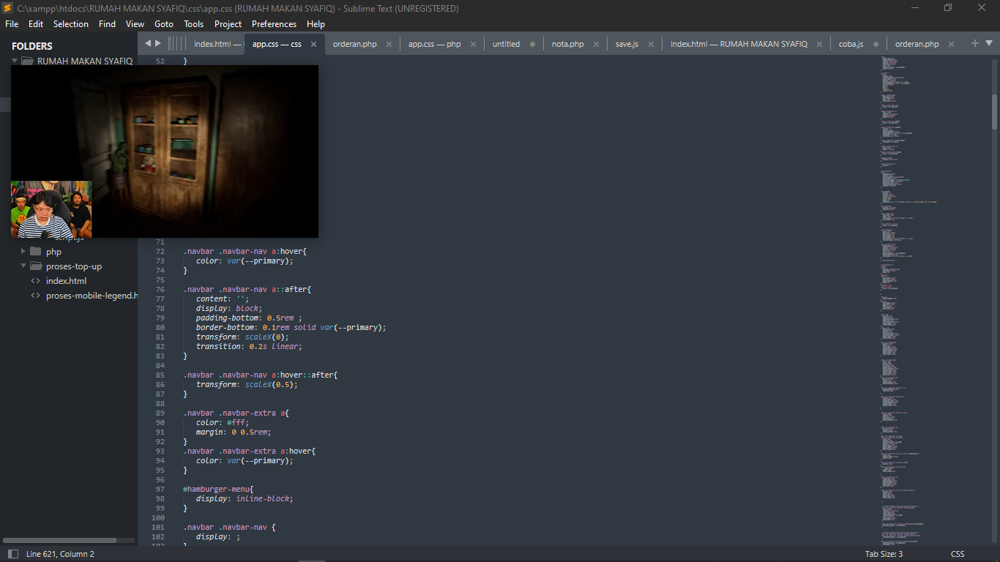 C:\xampp\htdocs\RUMAH MAKAN SYAFIQ\css\app.css (RUMAH MAKAN SYAFIQ) - Sublime Text (UNREGISTERED)
File Edit Selection Find View Goto Tools Project Preferences Help
FOLDERS
RUMAH MAKAN SYAFIQ
script.js
php
proses-top-up
index.html
proses-mobile-legend.h
index.html —
app.css — css
orderan.php
app.css — php
untitled
nota.php
save.js
index.html — RUMAH MAKAN SYAFIQ
coba.js
orderan.php
52 }
71
72 .navbar .navbar-nav a:hover{
73 color: var(--primary);
74 }
75
76 .navbar .navbar-nav a::after{
77 content: '';
78 display: block;
79 padding-bottom: 0.5rem ;
80 border-bottom: 0.1rem solid var(--primary);
81 transform: scaleX(0);
82 transition: 0.2s linear;
83 }
84
85 .navbar .navbar-nav a:hover::after{
86 transform: scaleX(0.5);
87 }
88
89 .navbar .navbar-extra a{
90 color: #fff;
91 margin: 0 0.5rem;
92 }
93 .navbar .navbar-extra a:hover{
94 color: var(--primary);
95 }
96
97 #hamburger-menu{
98 display: inline-block;
99 }
100
101 .navbar .navbar-nav {
102 display: ;
103 }
Line 621, Column 2
Tab Size: 3
CSS